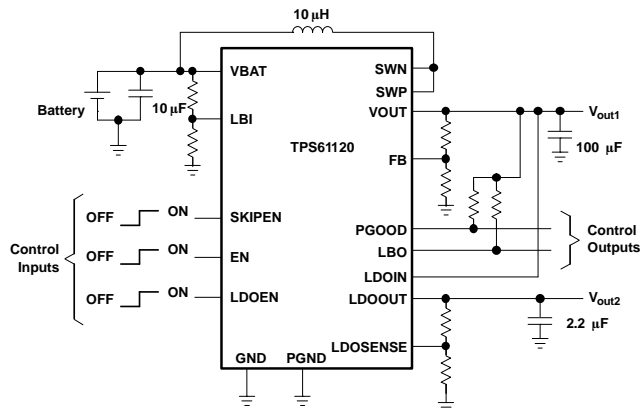 10 µH
VBAT
SWN
SWP
Battery
10 µF
VOUT
Vout1
LBI
TPS61120
100 µF
FB
OFF ON SKIPEN
PGOOD
Control
Outputs
Control
Inputs
OFF ON EN
LBO
LDOIN
OFF ON LDOEN
LDOOUT
Vout2
2.2 µF
LDOSENSE
GND PGND